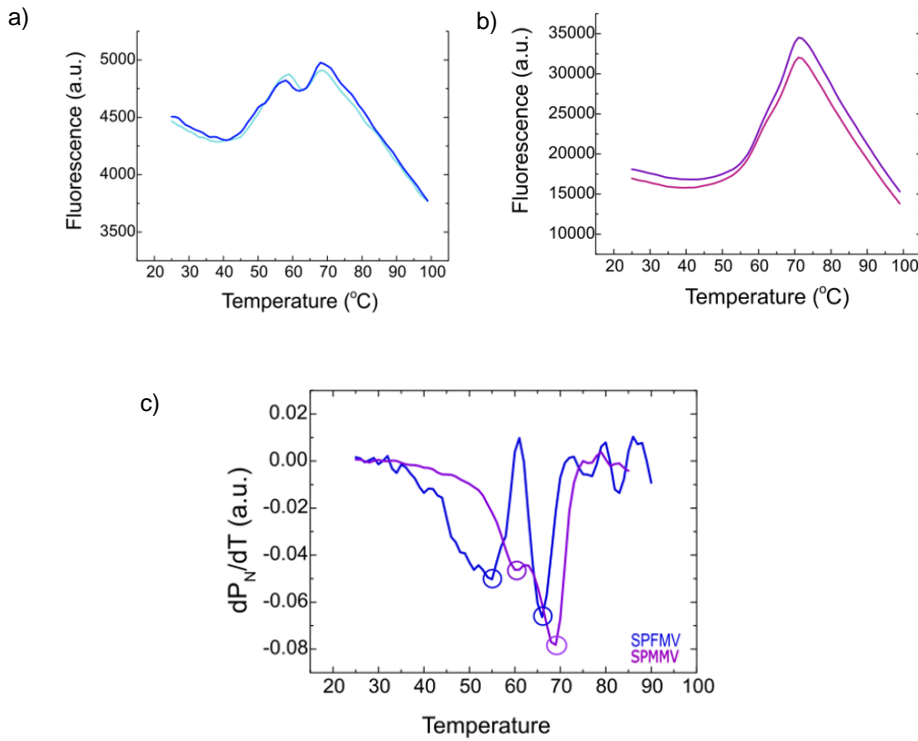 a)
Fluorescence (a.u.)
5000
4500
4000
3500
20 30 40 50 60 70 80 90 100
Temperature (°C)
b)
Fluorescence (a.u.)
35000
30000
25000
20000
15000
10000
20 30 40 50 60 70 80 90 100
Temperature (°C)
c)
dP_N/dT (a.u.)
0.02
0.00
-0.02
-0.04
-0.06
-0.08
SPFMV
SPMMV
20 30 40 50 60 70 80 90 100
Temperature